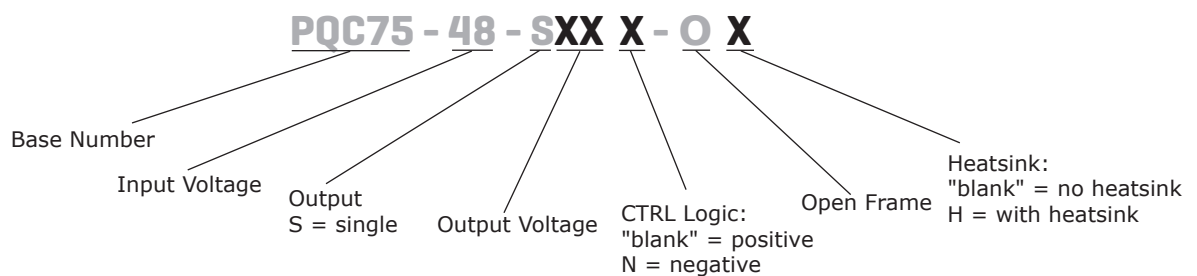 PQC75 - 48 - SXX X - O X
Base Number
Input Voltage
Output
S = single
Output Voltage
CTRL Logic:
"blank" = positive
N = negative
Open Frame
Heatsink:
"blank" = no heatsink
H = with heatsink